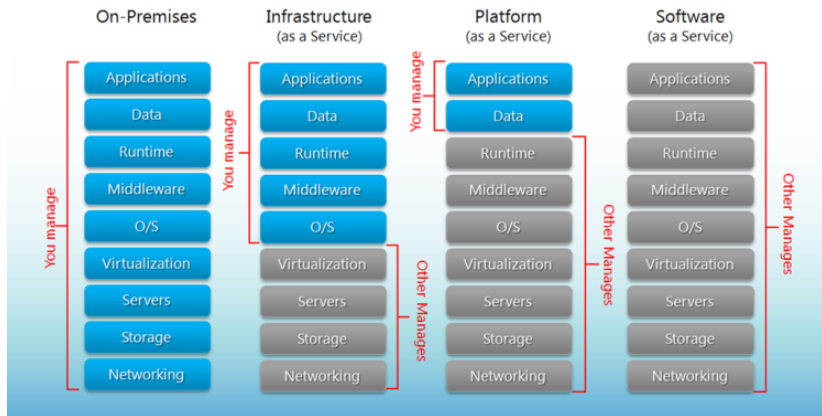 On-Premises
You manage
Applications
Data
Runtime
Middleware
O/S
Virtualization
Servers
Storage
Networking
Infrastructure
(as a Service)
You manage
Applications
Data
Runtime
Middleware
O/S
Virtualization
Servers
Storage
Networking
Other Manages
Platform
(as a Service)
You manage
Applications
Data
Runtime
Middleware
O/S
Virtualization
Servers
Storage
Networking
Other Manages
Software
(as a Service)
Applications
Data
Runtime
Middleware
O/S
Virtualization
Servers
Storage
Networking
Other Manages